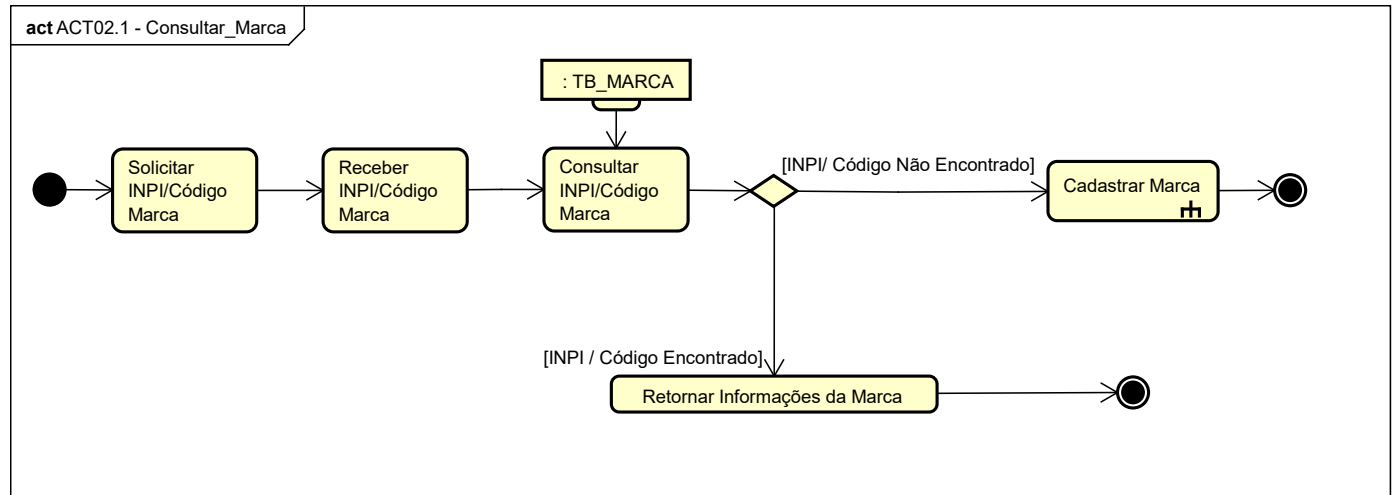 act ACT02.1 - Consultar_Marca
: TB_MARCA
Solicitar
INPI/Código
Marca
Receber
INPI/Código
Marca
Consultar
INPI/Código
Marca
[INPI/ Código Não Encontrado]
Cadastrar Marca
[INPI / Código Encontrado]
Retornar Informações da Marca